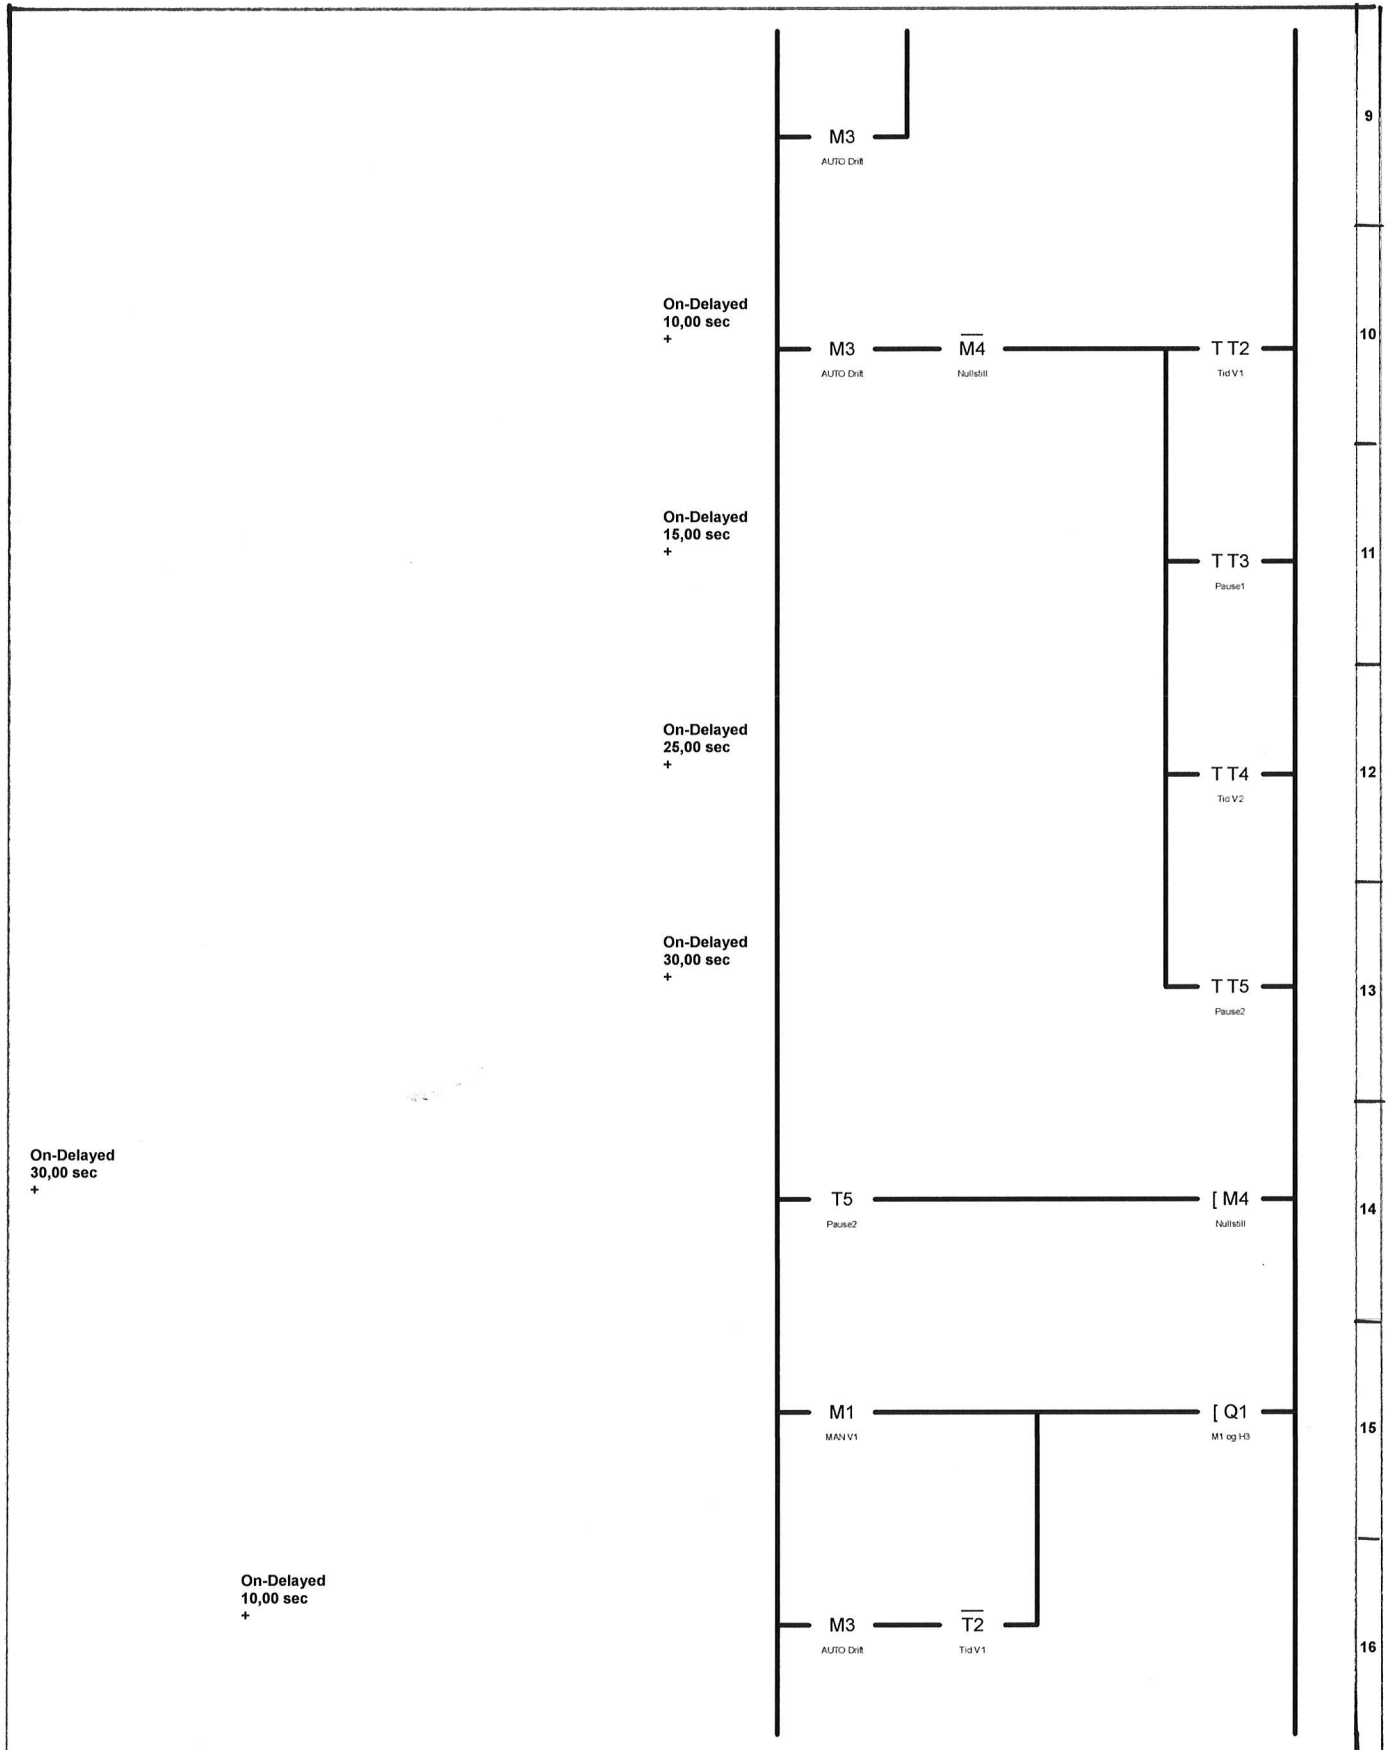 9
M3
AUTO Drift
On-Delayed
10,00 sec
+
M3 M̅4̅ T T2
AUTO Drift Nullstill Tid V1
10
On-Delayed
15,00 sec
+
T T3
Pause1
11
On-Delayed
25,00 sec
+
T T4
Tid V2
12
On-Delayed
30,00 sec
+
T T5
Pause2
13
On-Delayed
30,00 sec
+
T5 [ M4
Pause2 Nullstill
14
M1 [ Q1
MAN V1 M1 og H3
15
On-Delayed
10,00 sec
+
M3 T̅2̅
AUTO Drift Tid V1
16